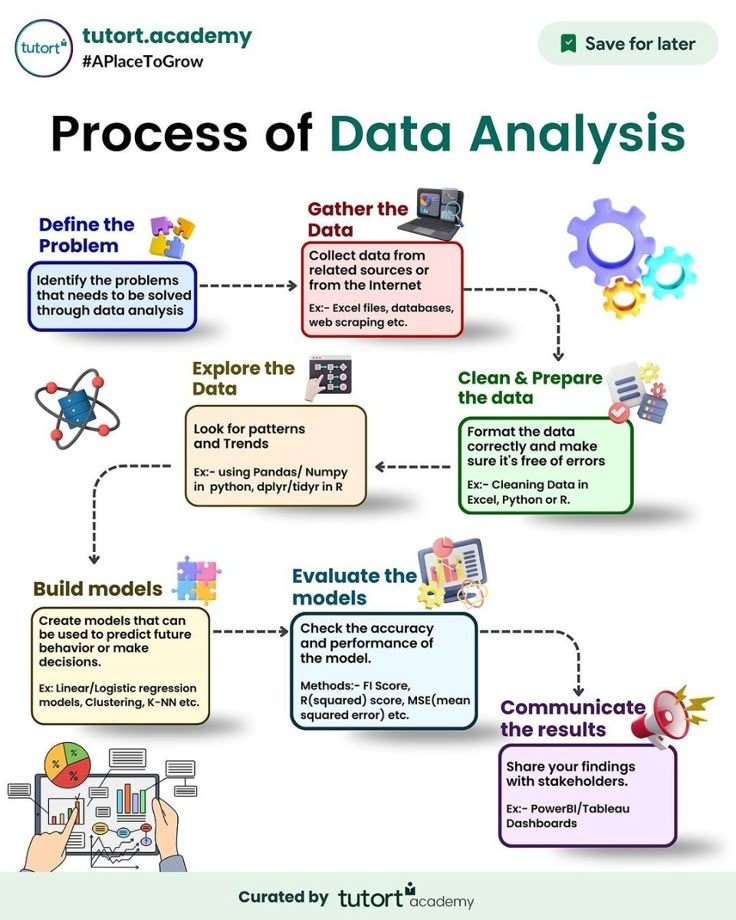 tutort
tutort.academy
#APlaceToGrow
Save for later
Process of Data Analysis
Define the
Problem
Identify the problems
that needs to be solved
through data analysis
Gather the
Data
Collect data from
related sources or
from the Internet
Ex:- Excel files, databases,
web scraping etc.
Clean & Prepare
the data
Format the data
correctly and make
sure it's free of errors
Ex:- Cleaning Data in
Excel, Python or R.
Explore the
Data
Look for patterns
and Trends
Ex:- using Pandas/ Numpy
in python, dplyr/tidyr in R
Build models
Create models that can
be used to predict future
behavior or make
decisions.
Ex: Linear/Logistic regression
models, Clustering, K-NN etc.
Evaluate the
models
Check the accuracy
and performance of
the model.
Methods:- FI Score,
R(squared) score, MSE(mean
squared error) etc.
Communicate
the results
Share your findings
with stakeholders.
Ex:- PowerBI/Tableau
Dashboards
%
%
%
Curated by tutort academy